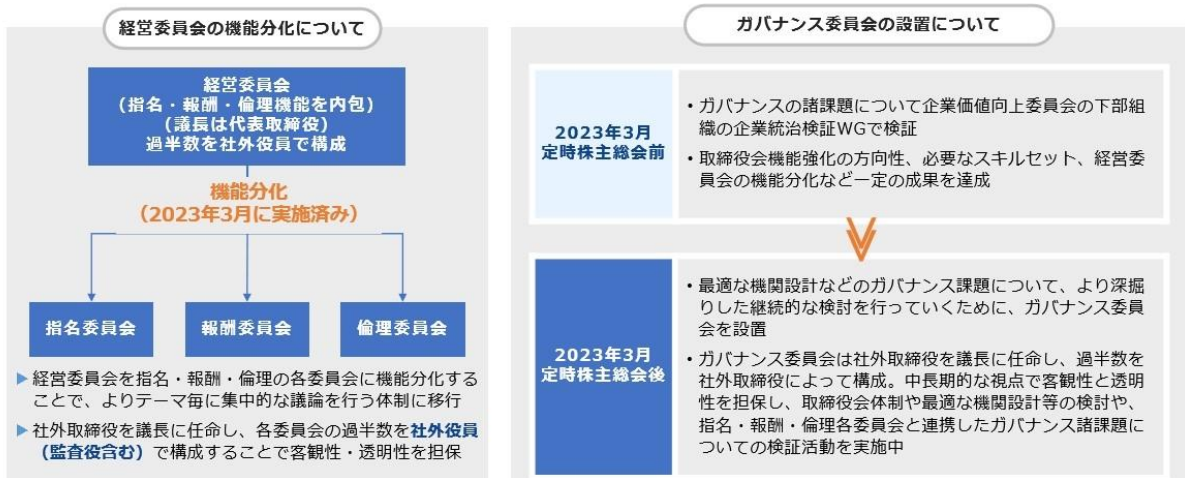 経営委員会の機能分化について
経営委員会
(指名・報酬・倫理機能を内包)
(議長は代表取締役)
過半数を社外役員で構成
機能分化
(2023年3月に実施済み)
指名委員会
報酬委員会
倫理委員会
▶経営委員会を指名・報酬・倫理の各委員会に機能分化する
ことで、よりテーマ毎に集中的な議論を行う体制に移行
▶社外取締役を議長に任命し、各委員会の過半数を社外役員
(監査役含む)で構成することで客観性・透明性を担保
ガバナンス委員会の設置について
2023年3月
定時株主総会前
・ガバナンスの諸課題について企業価値向上委員会の下部組
織の企業統治検証WGで検証
・取締役会機能強化の方向性、必要なスキルセット、経営委
員会の機能分化など一定の成果を達成
2023年3月
定時株主総会後
・最適な機関設計などのガバナンス課題について、より深掘
りした継続的な検討を行っていくために、ガバナンス委員
会を設置
・ガバナンス委員会は社外取締役を議長に任命し、過半数を
社外取締役によって構成。中長期的な視点で客観性と透明
性を担保し、取締役会体制や最適な機関設計等の検討や、
指名・報酬・倫理各委員会と連携したガバナンス諸課題に
ついての検証活動を実施中